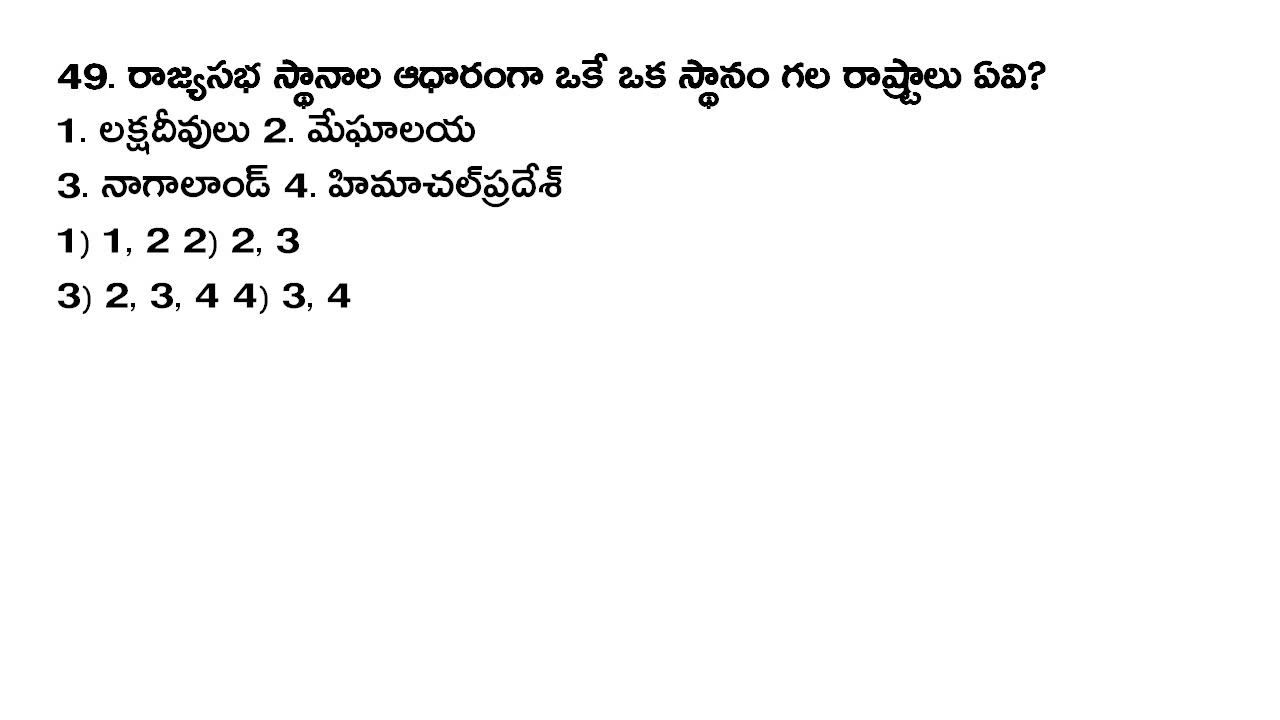 49. రాజ్యసభ స్థానాల ఆధారంగా ఒకే ఒక స్థానం గల రాష్ట్రాలు ఏవి?
1. లక్షదీవులు 2. మేఘాలయ
3. నాగాలాండ్ 4. హిమాచల్‌ప్రదేశ్
1) 1, 2 2) 2, 3
3) 2, 3, 4 4) 3, 4